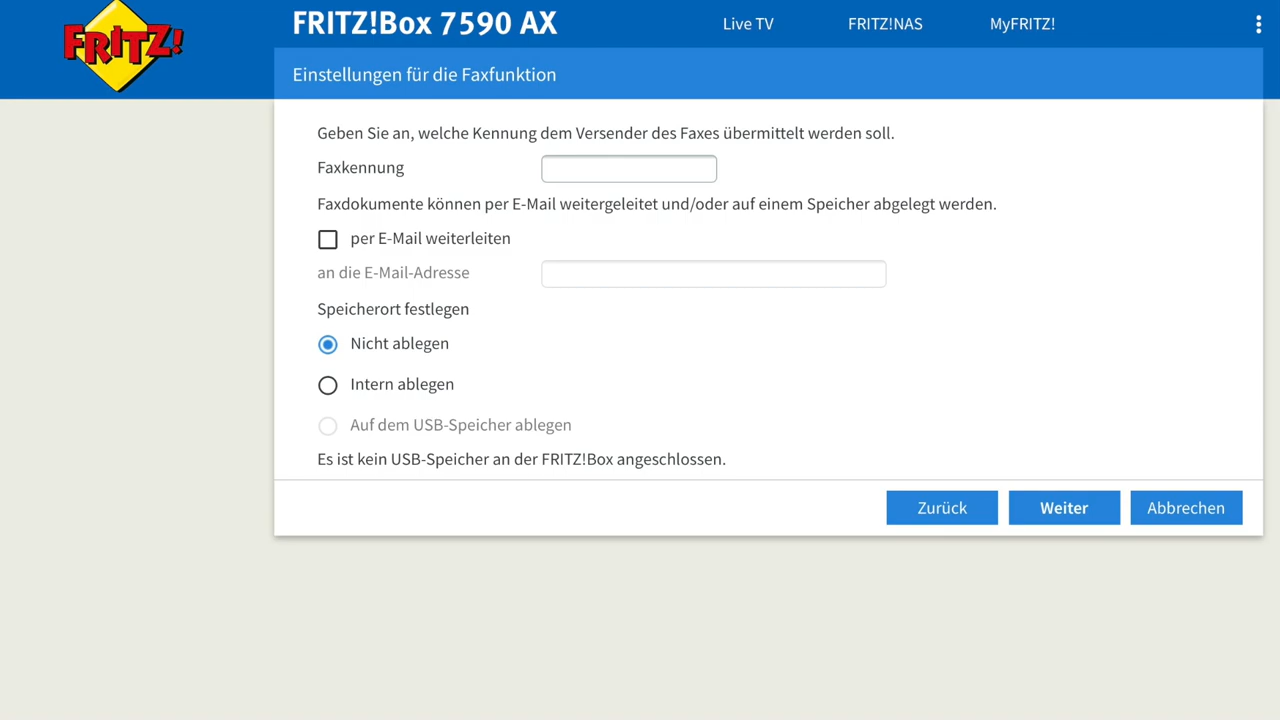 FRITZ!
FRITZ!Box 7590 AX
Live TV
FRITZ!NAS
MyFRITZ!
Einstellungen für die Faxfunktion
Geben Sie an, welche Kennung dem Versender des Faxes übermittelt werden soll.
Faxkennung
Faxdokumente können per E-Mail weitergeleitet und/oder auf einem Speicher abgelegt werden.
per E-Mail weiterleiten
an die E-Mail-Adresse
Speicherort festlegen
Nicht ablegen
Intern ablegen
Auf dem USB-Speicher ablegen
Es ist kein USB-Speicher an der FRITZ!Box angeschlossen.
Zurück
Weiter
Abbrechen